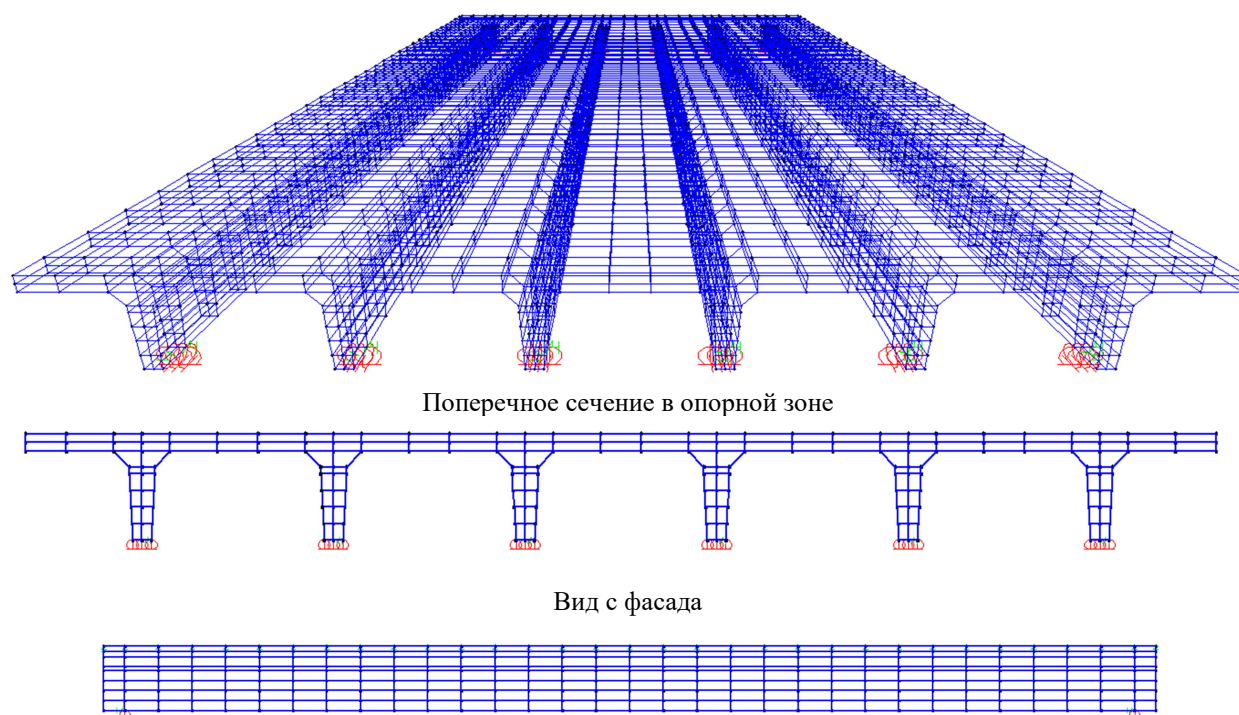 Поперечное сечение в опорной зоне
Вид с фасада